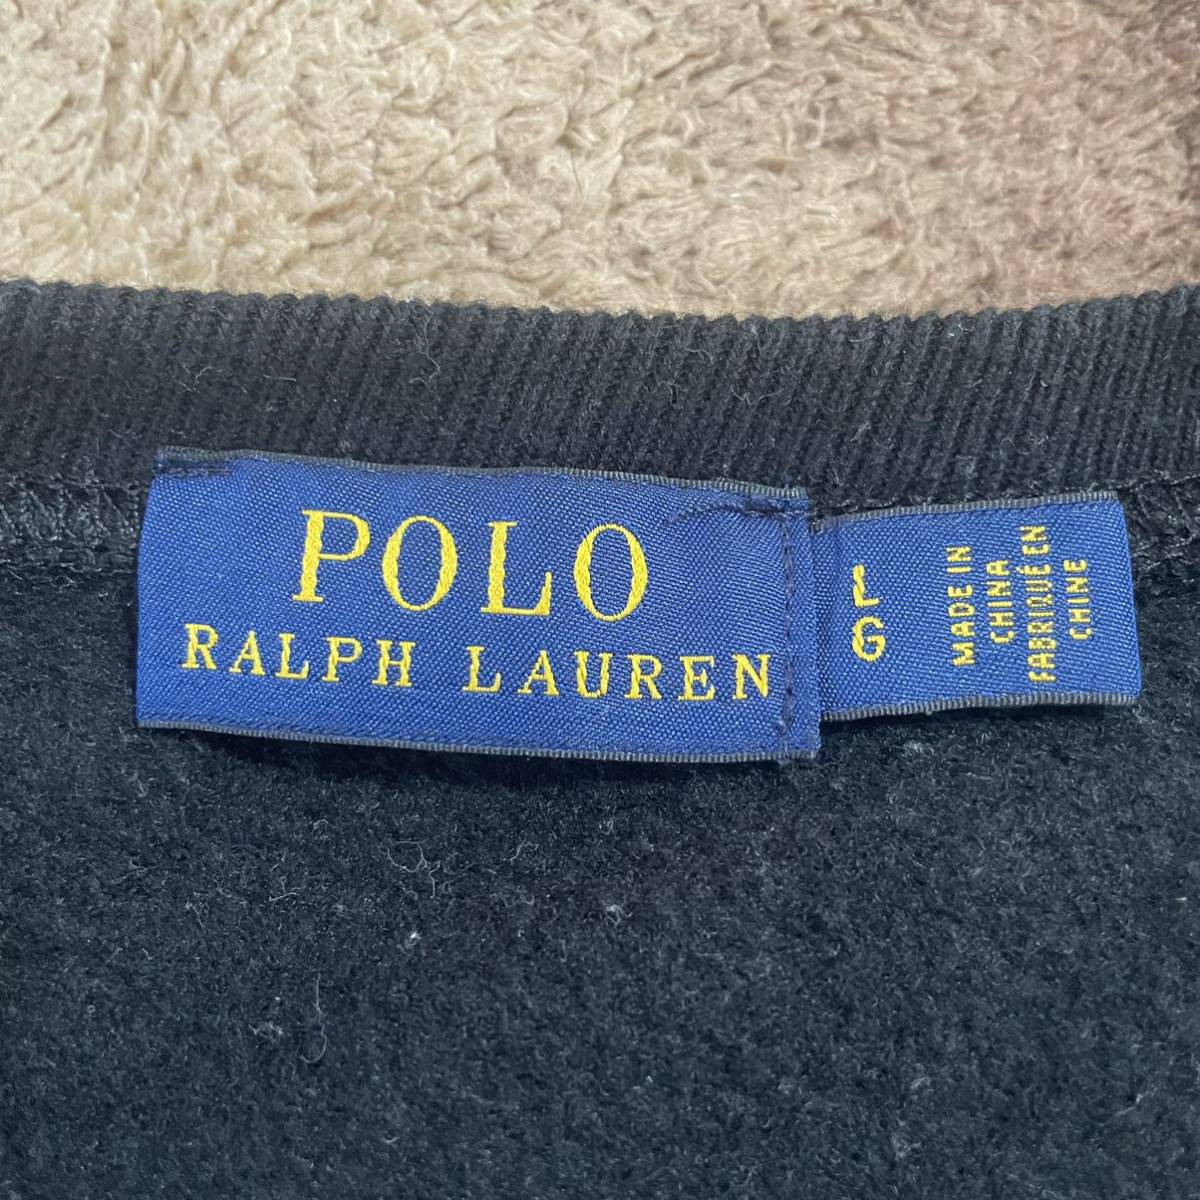 POLO
RALPH LAUREN
L
G
MADE IN
CHINA
FABRIQUÉ EN
CHINE